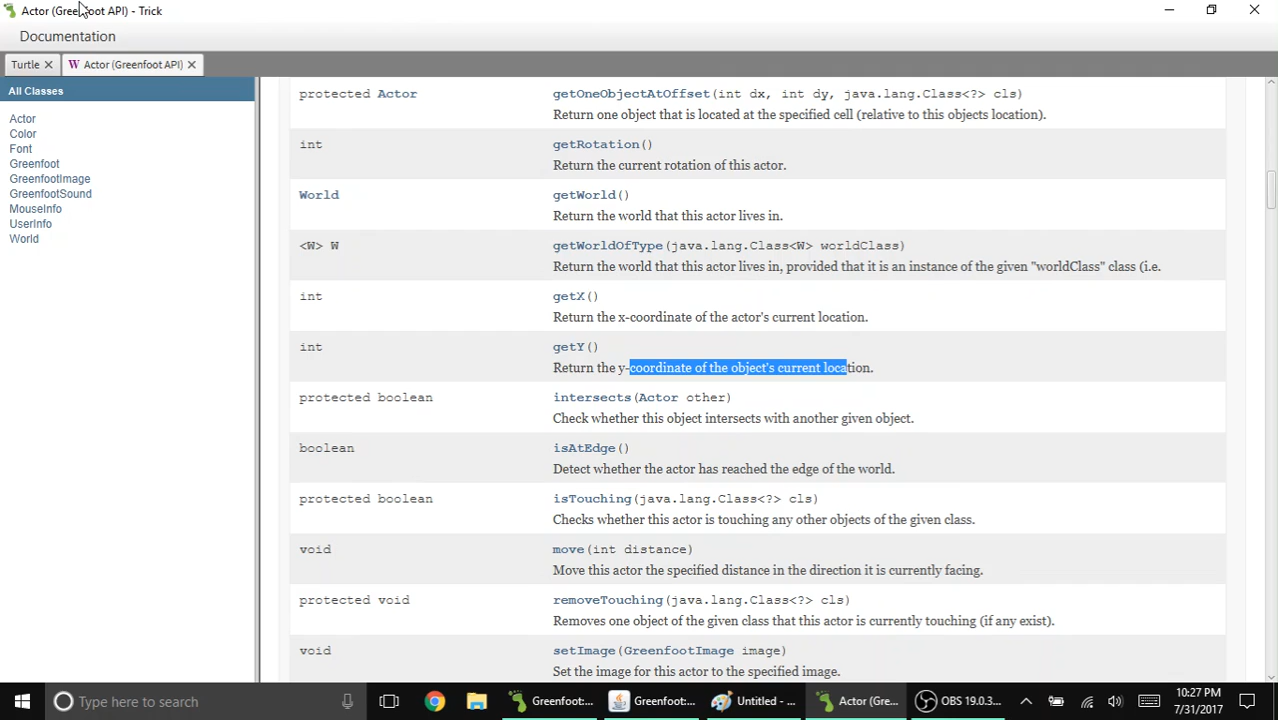 Actor (Greenfoot API) - Trick
Documentation
Turtle
W Actor (Greenfoot API)
All Classes
Actor
Color
Font
Greenfoot
GreenfootImage
GreenfootSound
MouseInfo
UserInfo
World
protected Actor getOneObjectAtOffset(int dx, int dy, java.lang.Class<?> cls)
Return one object that is located at the specified cell (relative to this objects location).
int getRotation()
Return the current rotation of this actor.
World getWorld()
Return the world that this actor lives in.
<W> W getWorldOfType(java.lang.Class<W> worldClass)
Return the world that this actor lives in, provided that it is an instance of the given "worldClass" class (i.e.
int getX()
Return the x-coordinate of the actor's current location.
int getY()
Return the y-coordinate of the object's current location.
protected boolean intersects(Actor other)
Check whether this object intersects with another given object.
boolean isAtEdge()
Detect whether the actor has reached the edge of the world.
protected boolean isTouching(java.lang.Class<?> cls)
Checks whether this actor is touching any other objects of the given class.
void move(int distance)
Move this actor the specified distance in the direction it is currently facing.
protected void removeTouching(java.lang.Class<?> cls)
Removes one object of the given class that this actor is currently touching (if any exist).
void setImage(GreenfootImage image)
Set the image for this actor to the specified image.
Type here to search
Greenfoot:...
Greenfoot:...
Untitled - ...
Actor (Gre...
OBS 19.0.3...
10:27 PM
7/31/2017